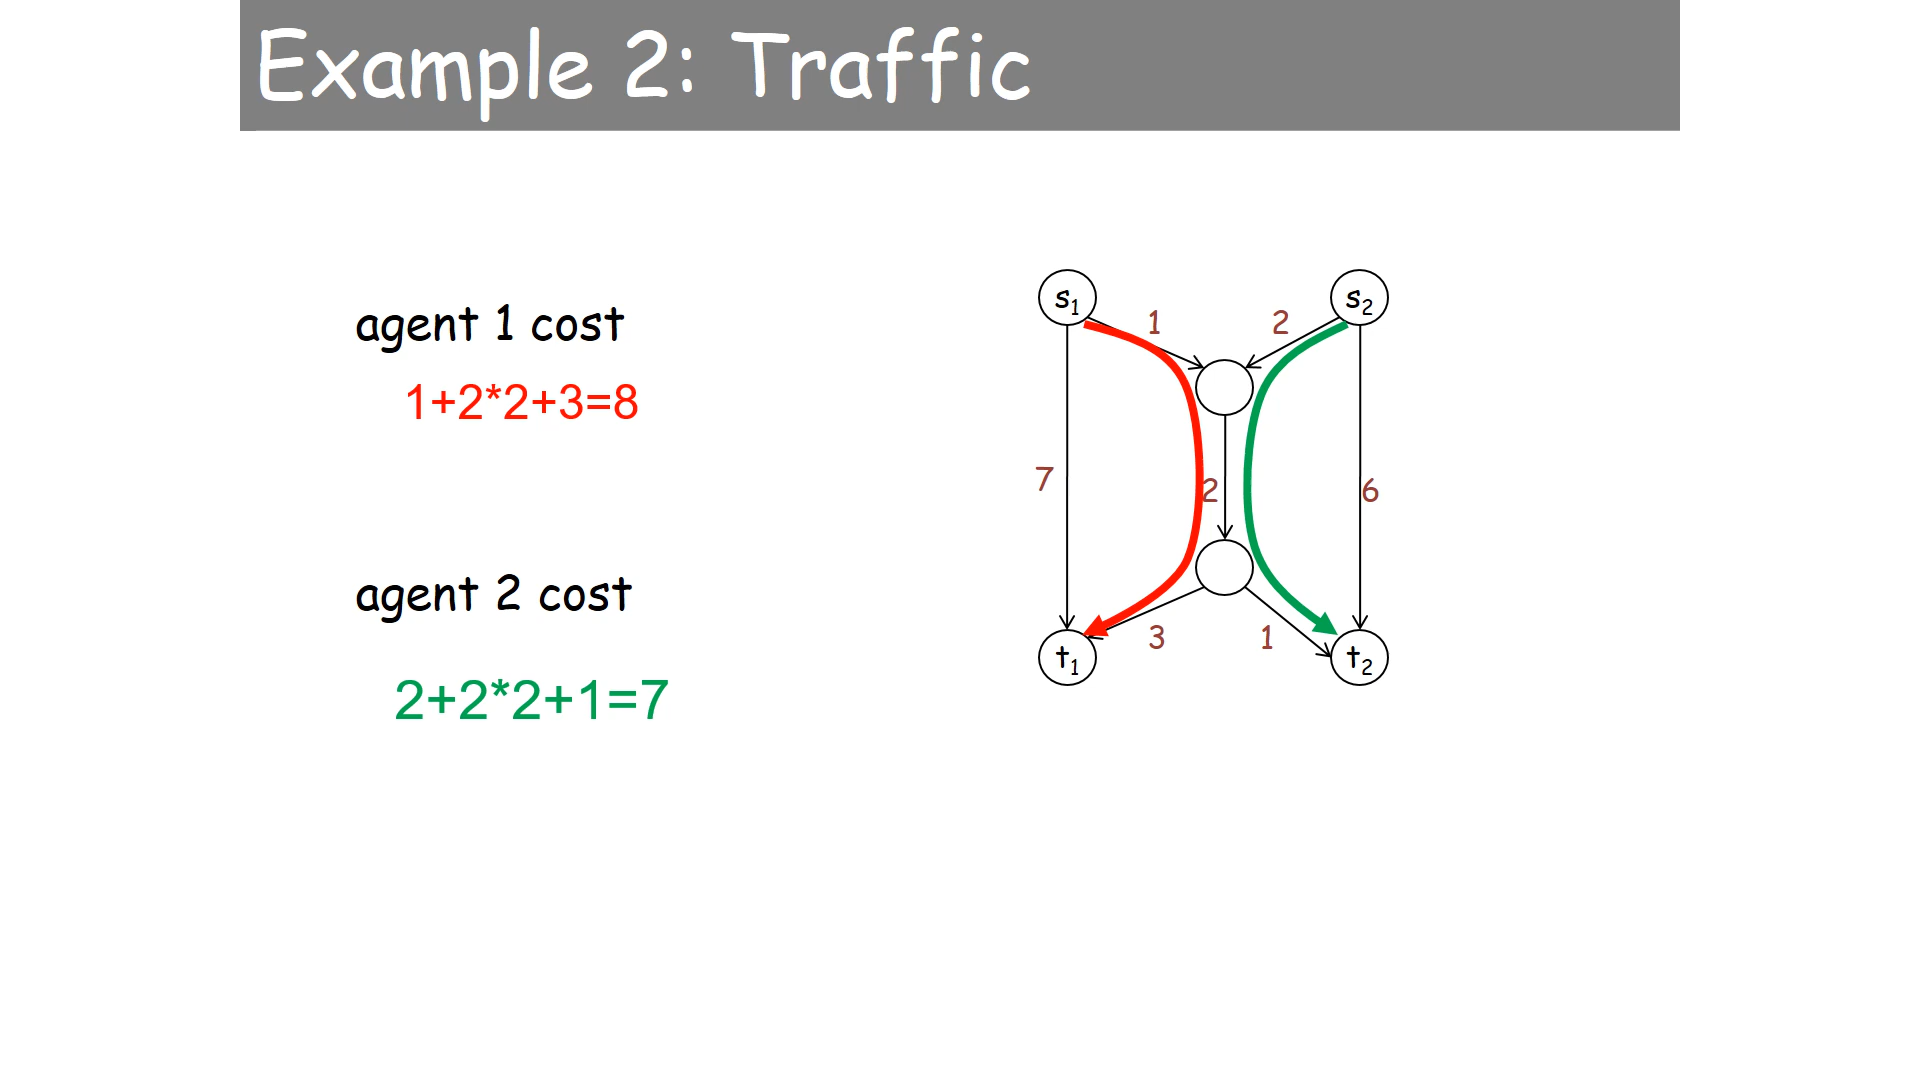 Example 2: Traffic
agent 1 cost
1+2*2+3=8
agent 2 cost
2+2*2+1=7
s1
s2
1
2
7
2
6
3
1
t1
t2